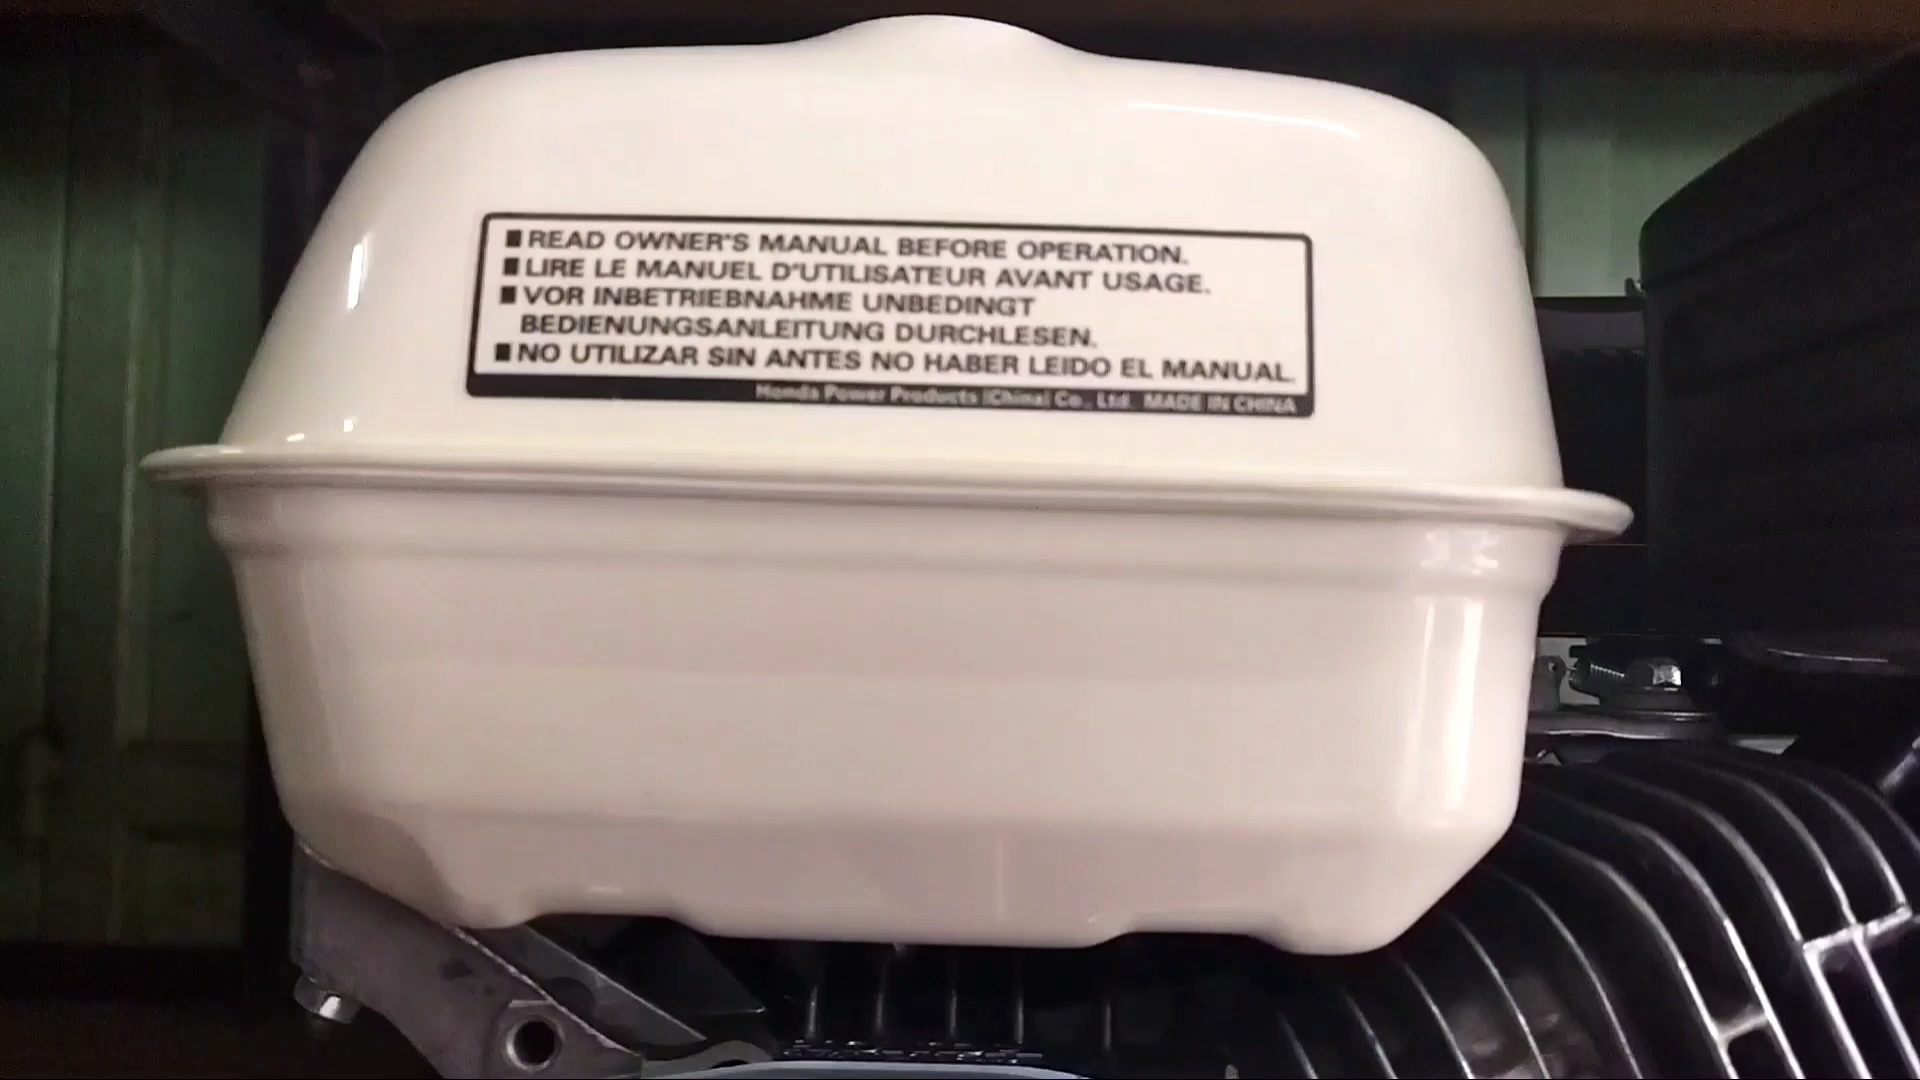 ■READ OWNER'S MANUAL BEFORE OPERATION.
■LIRE LE MANUEL D'UTILISATEUR AVANT USAGE.
■VOR INBETRIEBNAHME UNBEDINGT
BEDIENUNGSANLEITUNG DURCHLESEN.
■NO UTILIZAR SIN ANTES NO HABER LEIDO EL MANUAL.
Honda Power Products (China) Co., Ltd. MADE IN CHINA